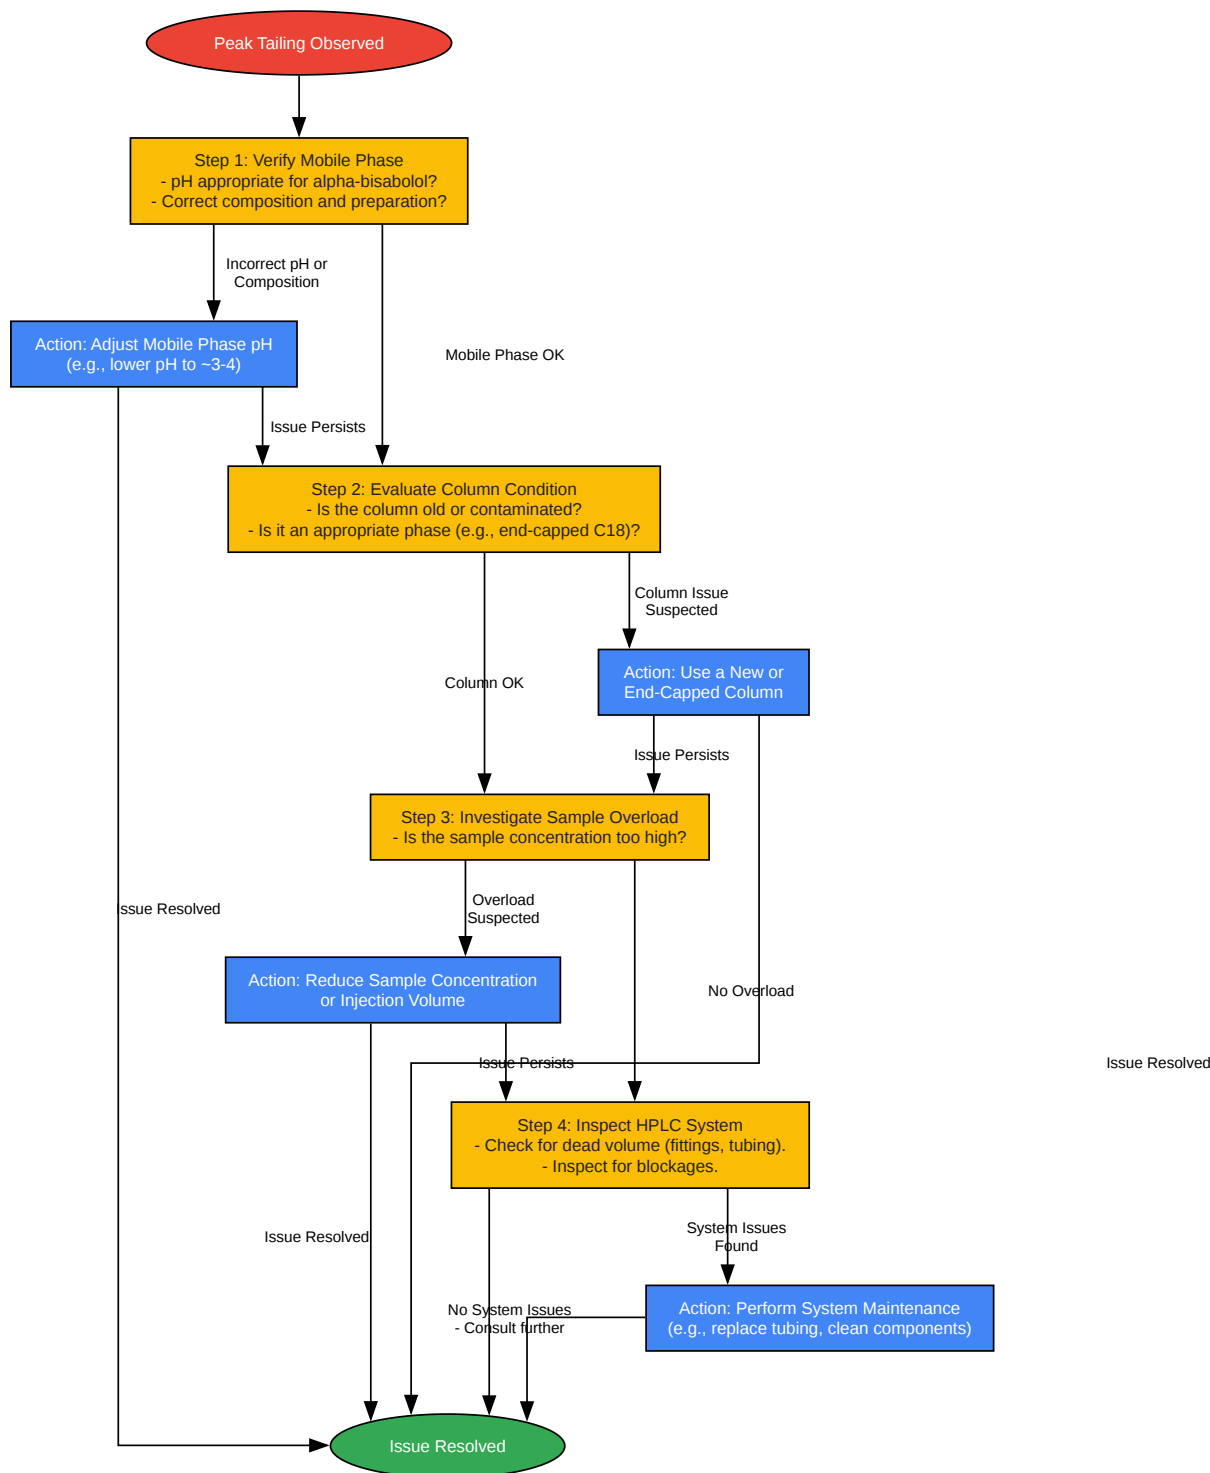 Peak Tailing Observed
Step 1: Verify Mobile Phase
- pH appropriate for alpha-bisabolol?
- Correct composition and preparation?
Incorrect pH or
Composition
Action: Adjust Mobile Phase pH
(e.g., lower pH to ~3-4)
Mobile Phase OK
Issue Persists
Step 2: Evaluate Column Condition
- Is the column old or contaminated?
- Is it an appropriate phase (e.g., end-capped C18)?
Column Issue
Suspected
Column OK
Action: Use a New or
End-Capped Column
Issue Persists
Step 3: Investigate Sample Overload
- Is the sample concentration too high?
Issue Resolved
Overload
Suspected
Action: Reduce Sample Concentration
or Injection Volume
No Overload
Issue Persists
Issue Resolved
Step 4: Inspect HPLC System
- Check for dead volume (fittings, tubing).
- Inspect for blockages.
Issue Resolved
System Issues
Found
No System Issues
- Consult further
Action: Perform System Maintenance
(e.g., replace tubing, clean components)
Issue Resolved